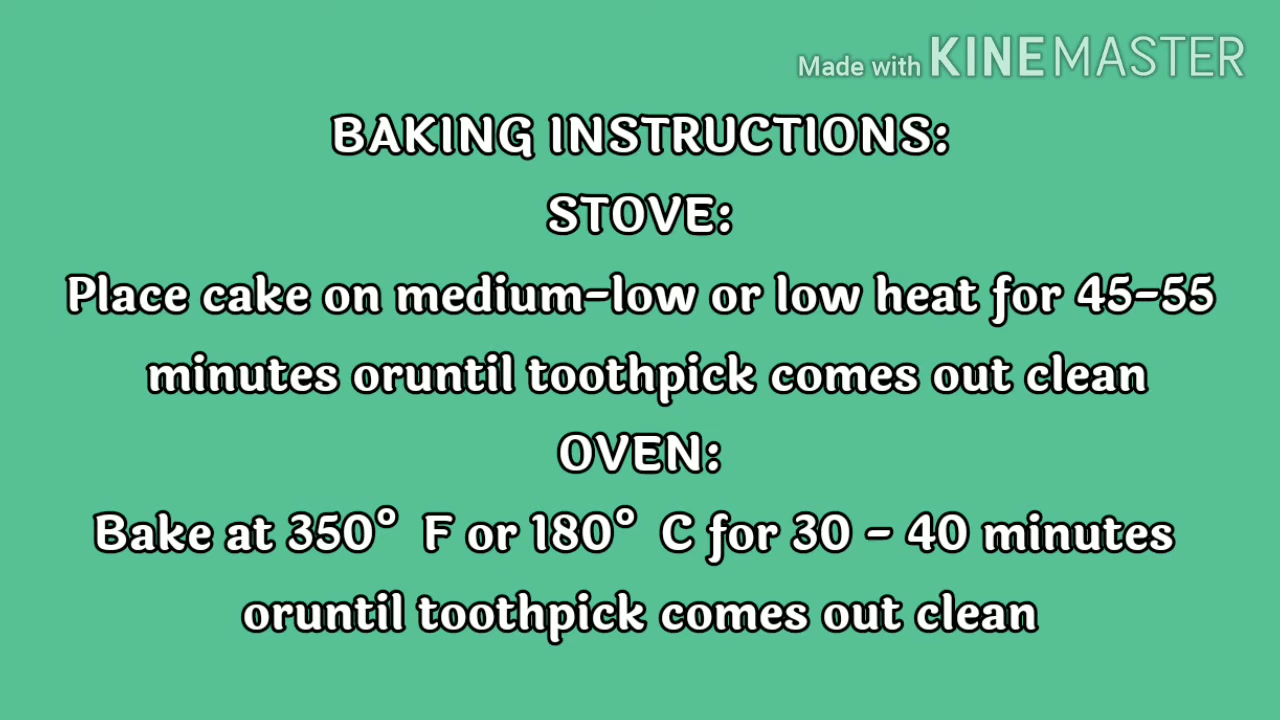 Made with KINEMASTER
BAKING INSTRUCTIONS:
STOVE:
Place cake on medium-low or low heat for 45-55
minutes oruntil toothpick comes out clean
OVEN:
Bake at 350° F or 180° C for 30 - 40 minutes
oruntil toothpick comes out clean